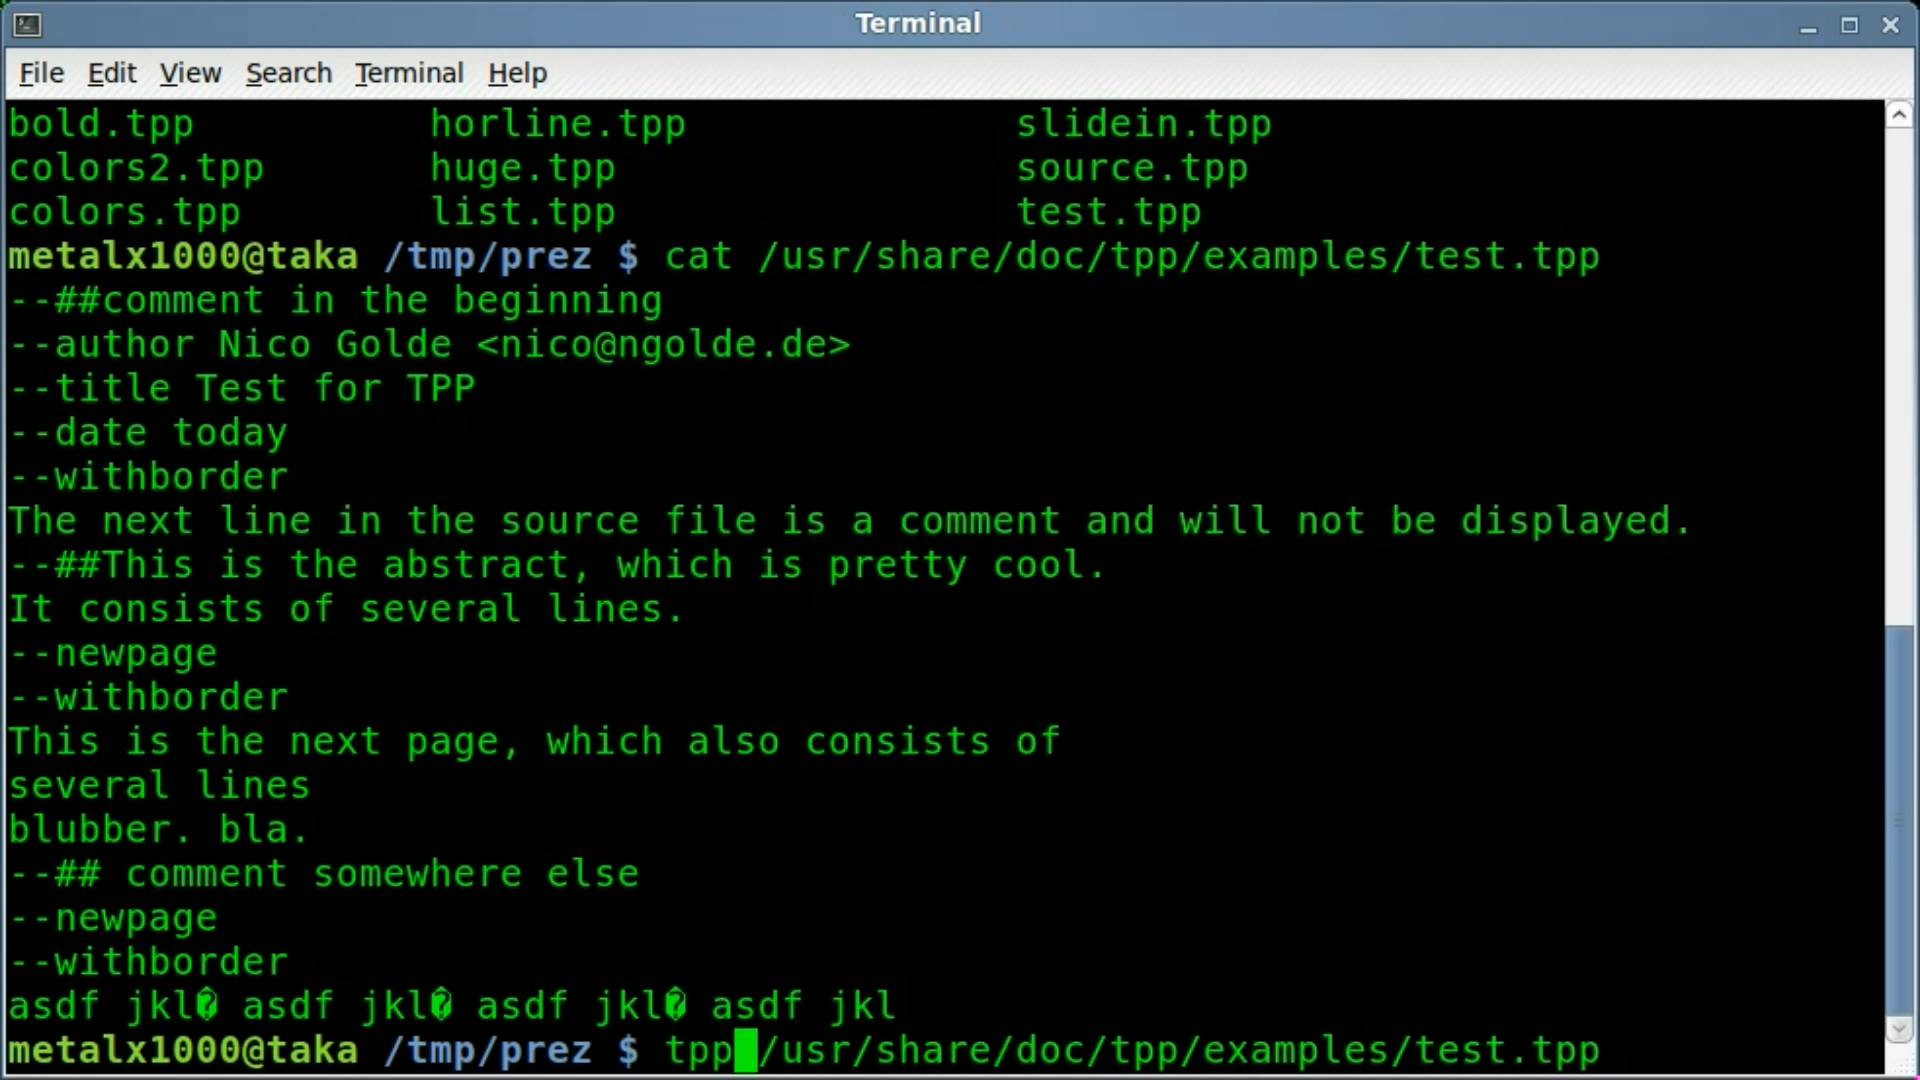 Terminal
File Edit View Search Terminal Help
bold.tpp horline.tpp slidein.tpp
colors2.tpp huge.tpp source.tpp
colors.tpp list.tpp test.tpp
metalx1000@taka /tmp/prez $ cat /usr/share/doc/tpp/examples/test.tpp
--##comment in the beginning
--author Nico Golde <nico@ngolde.de>
--title Test for TPP
--date today
--withborder
The next line in the source file is a comment and will not be displayed.
--##This is the abstract, which is pretty cool.
It consists of several lines.
--newpage
--withborder
This is the next page, which also consists of
several lines
blubber. bla.
--## comment somewhere else
--newpage
--withborder
asdf jkl� asdf jkl� asdf jkl� asdf jkl
metalx1000@taka /tmp/prez $ tpp /usr/share/doc/tpp/examples/test.tpp